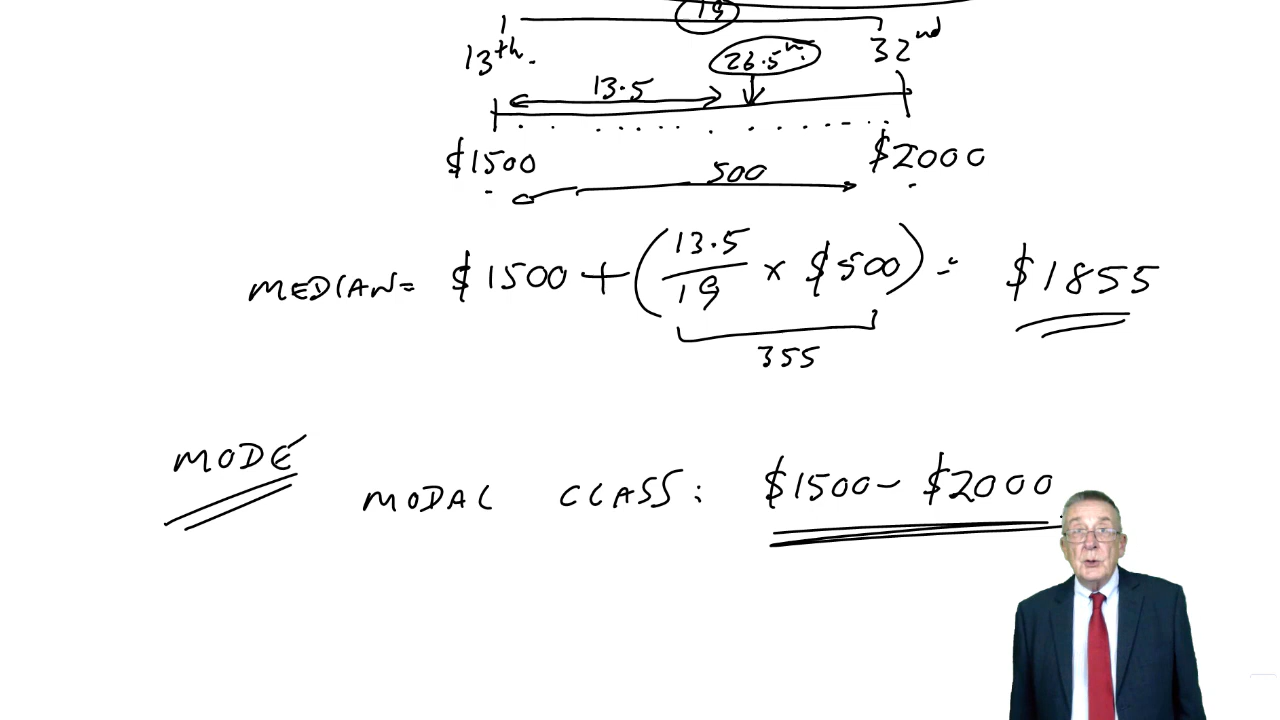 19
13th. 32nd
26.5th.
13.5
$1500 $2000
500
MEDIAN= $1500 + (13.5/19 × $500) = $1855
355
MODE
MODAL CLASS: $1500 – $2000